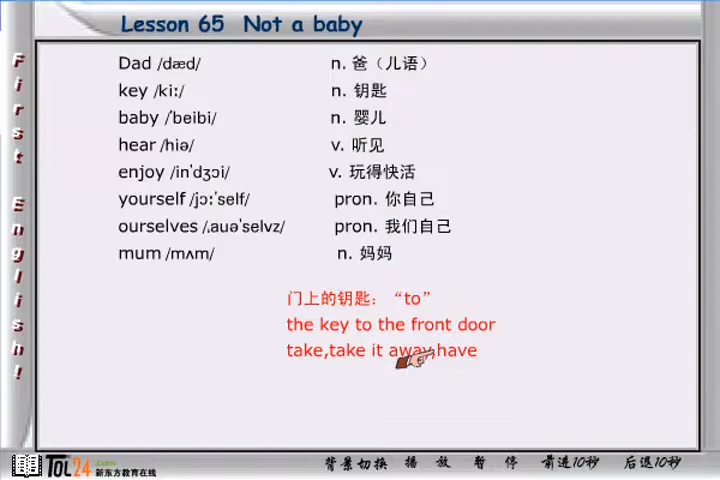 Lesson 65 Not a baby
First English!
Dad /dæd/ n. 爸（儿语）
key /kiː/ n. 钥匙
baby /ˈbeibi/ n. 婴儿
hear /hiə/ v. 听见
enjoy /inˈdʒɔi/ v. 玩得快活
yourself /jɔːˈself/ pron. 你自己
ourselves /ˌauəˈselvz/ pron. 我们自己
mum /mʌm/ n. 妈妈
门上的钥匙：“to”
the key to the front door
take,take it away,have
TOL24.COM
新东方教育在线
背景切换 播 放 暂 停 前进10秒 后退10秒